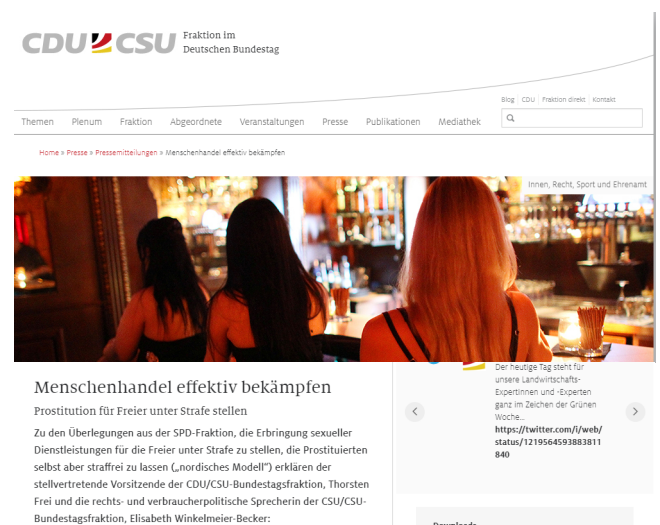 CDU CSU Fraktion im
Deutschen Bundestag
Blog CDU Fraktion direkt Kontakt
Themen Plenum Fraktion Abgeordnete Veranstaltungen Presse Publikationen Mediathek
Home » Presse » Pressemitteilungen » Menschenhandel effektiv bekämpfen
Innen, Recht, Sport und Ehrenamt
Menschenhandel effektiv bekämpfen
Prostitution für Freier unter Strafe stellen
Zu den Überlegungen aus der SPD-Fraktion, die Erbringung sexueller
Dienstleistungen für die Freier unter Strafe zu stellen, die Prostituierten
selbst aber straffrei zu lassen („nordisches Modell“) erklären der
stellvertretende Vorsitzende der CDU/CSU-Bundestagsfraktion, Thorsten
Frei und die rechts- und verbraucherpolitische Sprecherin der CSU/CSU-
Bundestagsfraktion, Elisabeth Winkelmeier-Becker:
Der heutige Tag steht für
unsere Landwirtschafts-
Expertinnen und -Experten
ganz im Zeichen der Grünen
Woche...
https://twitter.com/i/web/
status/1219564593883811
840
Downloads